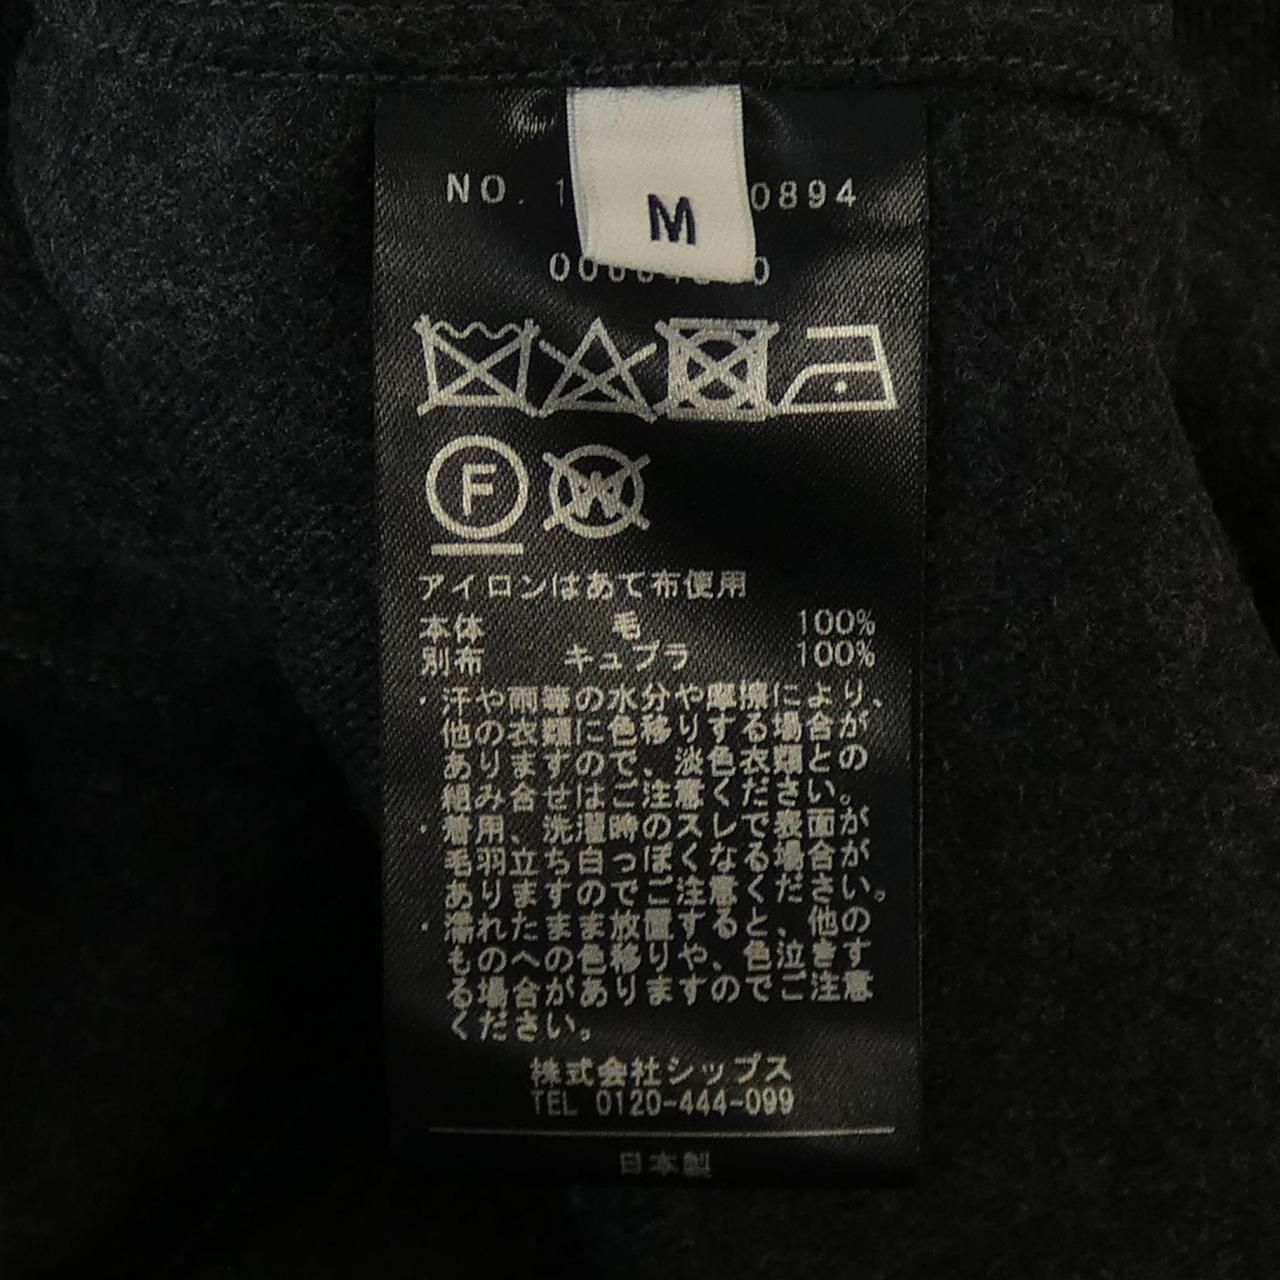 M
NO. 1 0894
F
W
アイロンはあて布使用
本体 毛 100%
別布 キュプラ 100%
・汗や雨等の水分や摩擦により、
他の衣類に色移りする場合が
ありますので、淡色衣類との
組み合せはご注意ください。
・着用、洗濯時のスレで表面が
毛羽立ち白っぽくなる場合が
ありますのでご注意ください。
・濡れたまま放置すると、他の
ものへの色移りや、色泣きす
る場合がありますのでご注意
ください。
株式会社シップス
TEL 0120-444-099
日本製